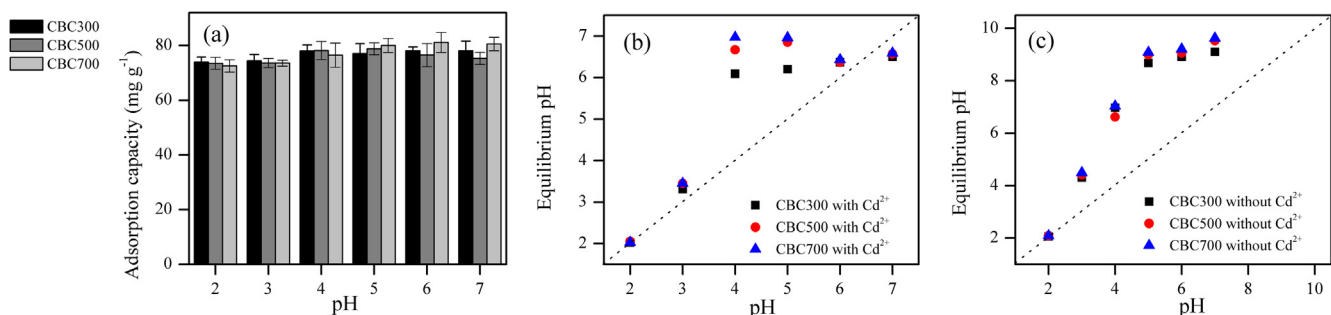 CBC300
CBC500
CBC700
(a)
Adsorption capacity (mg g⁻¹)
80
60
40
20
0
2 3 4 5 6 7
pH
(b)
Equilibrium pH
7
6
5
4
3
2
CBC300 with Cd²⁺
CBC500 with Cd²⁺
CBC700 with Cd²⁺
2 3 4 5 6 7
pH
(c)
Equilibrium pH
10
8
6
4
2
CBC300 without Cd²⁺
CBC500 without Cd²⁺
CBC700 without Cd²⁺
2 4 6 8 10
pH